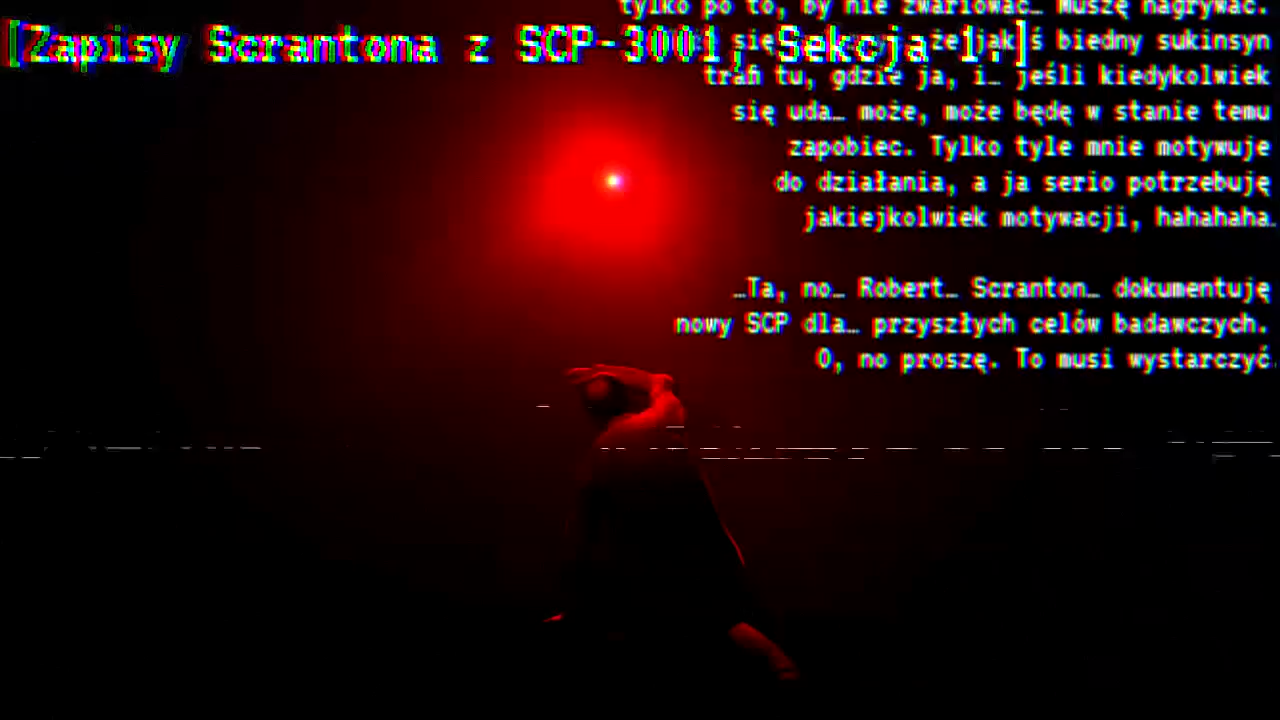 tylko po to, by nie zwariować… Muszę nagrywać.
[Zapisy Scrantona z SCP-3001, Sekcja 1.]
się że jakiś biedny sukinsyn
trafi tu, gdzie ja, i… jeśli kiedykolwiek
się uda… może, może będę w stanie temu
zapobiec. Tylko tyle mnie motywuje
do działania, a ja serio potrzebuję
jakiejkolwiek motywacji, hahahaha.
…Ta, no… Robert… Scranton… dokumentuję
nowy SCP dla… przyszłych celów badawczych.
O, no proszę. To musi wystarczyć.